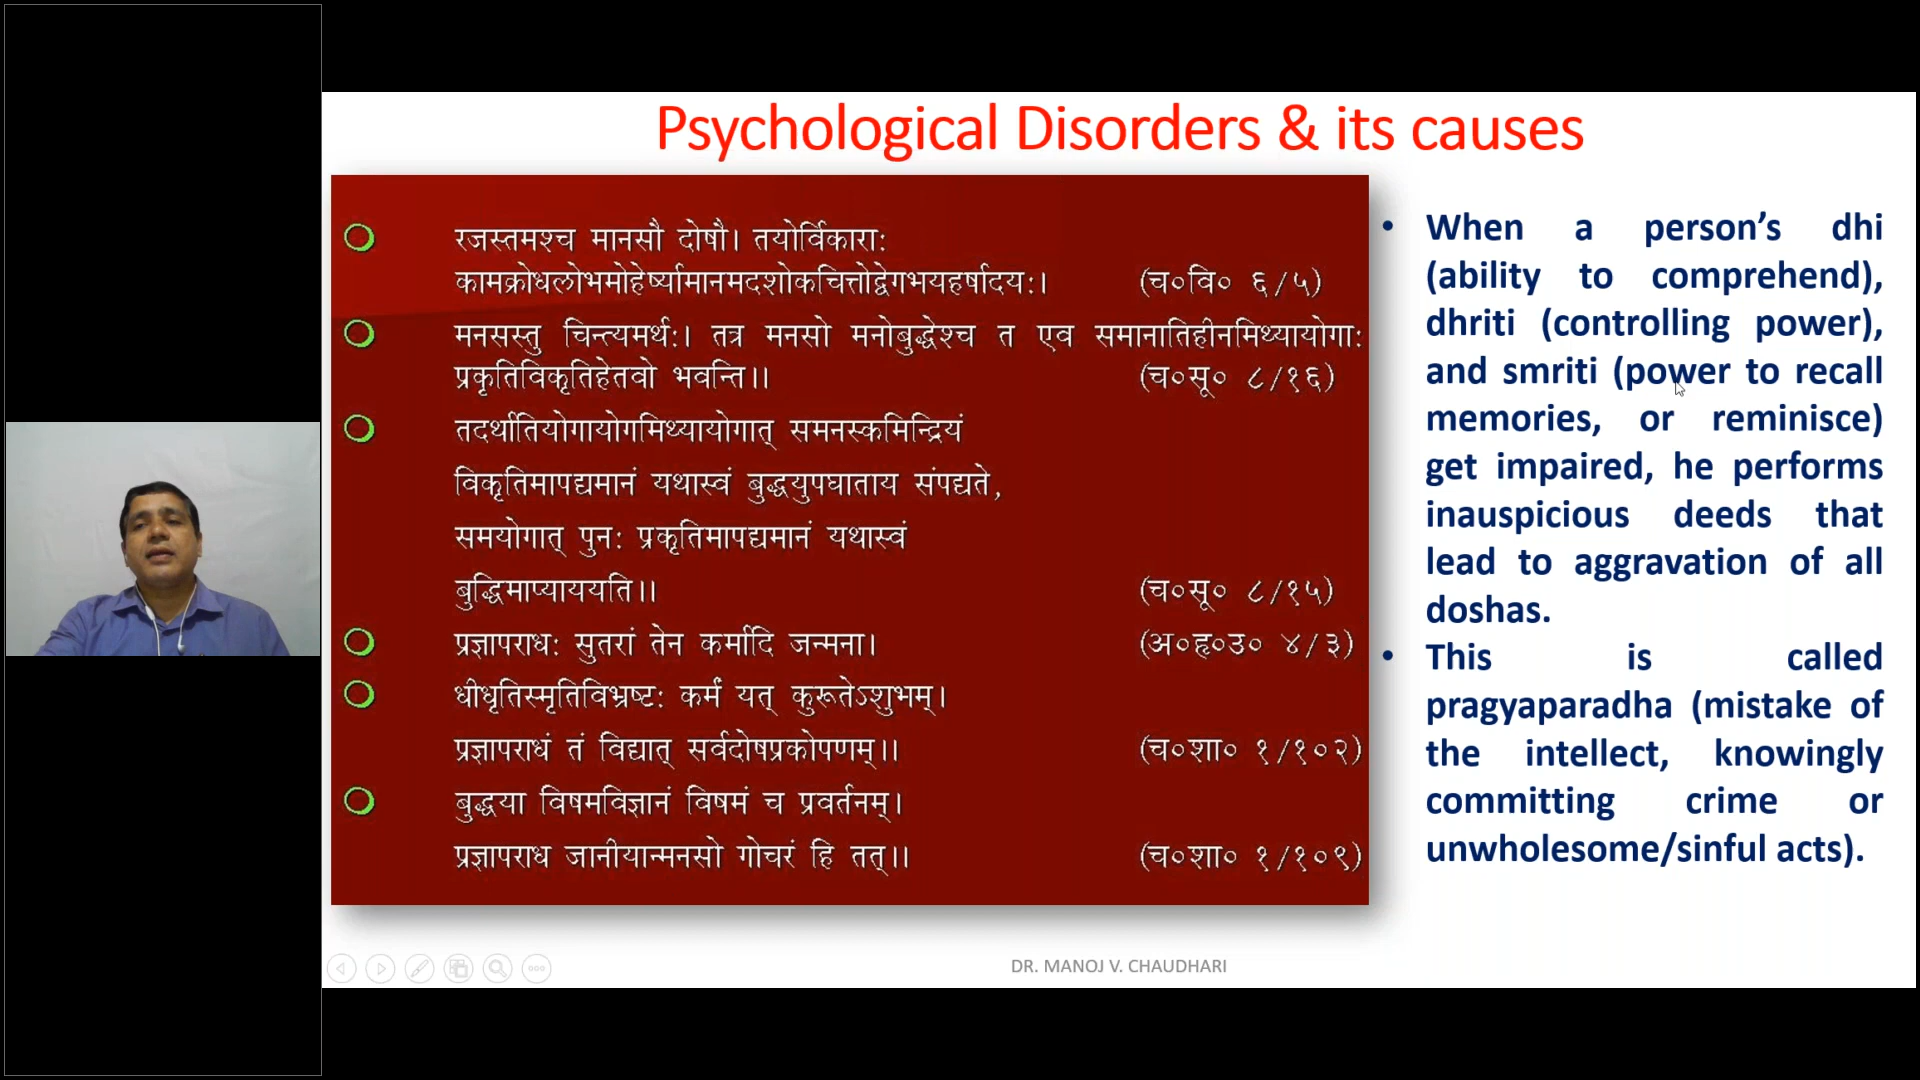 Psychological Disorders & its causes
रजस्तमश्च मानसौ दोषौ। तयोर्विकाराः
कामक्रोधलोभमोहेर्ष्यामानमदशोकचित्तोद्वेगभयहर्षादयः। (च०वि० ६/५)
मनसस्तु चिन्त्यमर्थः। तत्र मनसो मनोबुद्धेश्च त एव समानातिहीनमिथ्यायोगाः
प्रकृतिविकृतिहेतवो भवन्ति।। (च०सू० ८/१६)
तदर्थातियोगायोगमिथ्यायोगात् समनस्कमिन्द्रियं
विकृतिमापद्यमानं यथास्वं बुद्धयुपघाताय संपद्यते,
समयोगात् पुनः प्रकृतिमापद्यमानं यथास्वं
बुद्धिमाप्याययति।। (च०सू० ८/१५)
प्रज्ञापराधः सुतरां तेन कर्मादि जन्मना। (अ०हृ०उ० ४/३)
धीधृतिस्मृतिविभ्रष्टः कर्मं यत् कुरूतेऽशुभम्।
प्रज्ञापराधं तं विद्यात् सर्वदोषप्रकोपणम्।। (च०शा० १/१०२)
बुद्धया विषमविज्ञानं विषमं च प्रवर्तनम्।
प्रज्ञापराध जानीयान्मनसो गोचरं हि तत्।। (च०शा० १/१०९)
• When a person’s dhi
(ability to comprehend),
dhriti (controlling power),
and smriti (power to recall
memories, or reminisce)
get impaired, he performs
inauspicious deeds that
lead to aggravation of all
doshas.
• This is called
pragyaparadha (mistake of
the intellect, knowingly
committing crime or
unwholesome/sinful acts).
DR. MANOJ V. CHAUDHARI